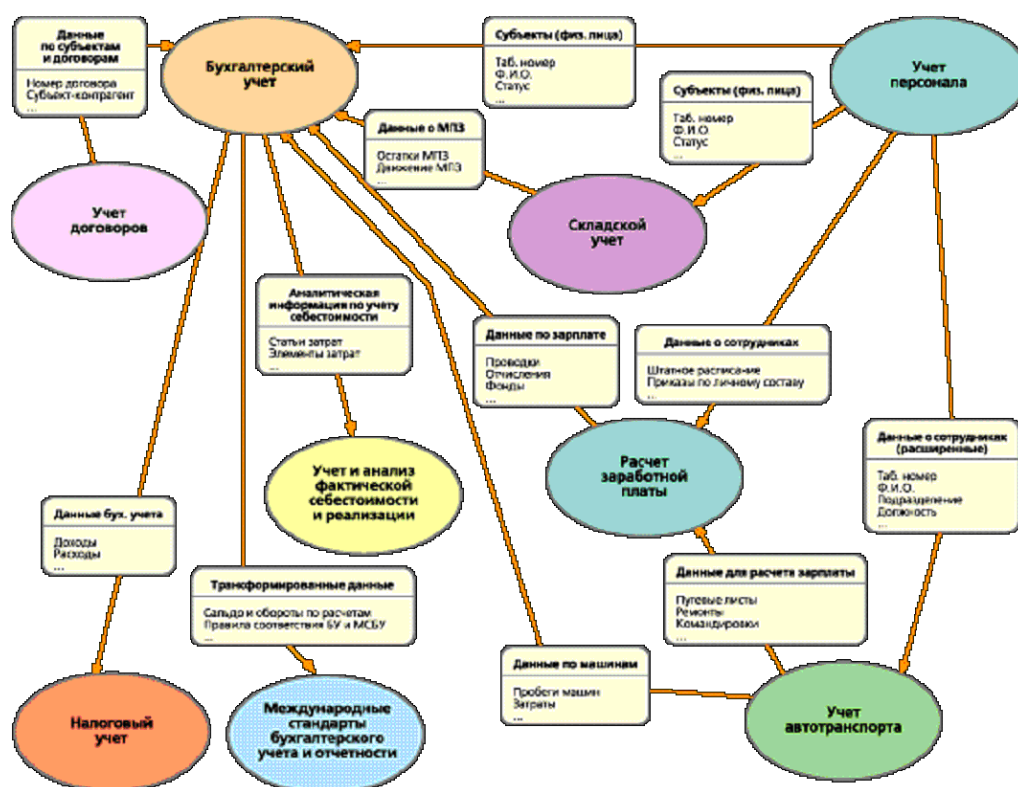 Данные
по субъектам
и договорам
Номер договора
Субъект-контрагент
...
Бухгалтерский
учет
Субъекты (физ. лица)
Таб. номер
Ф.И.О.
Статус
...
Учет
персонала
Субъекты (физ. лица)
Таб. номер
Ф.И.О.
Статус
...
Данные о МПЗ
Остатки МПЗ
Движение МПЗ
...
Учет
договоров
Складской
учет
Аналитическая
информация по учету
себестоимости
Статьи затрат
Элементы затрат
...
Данные по зарплате
Проводки
Отчисления
Фонды
...
Данные о сотрудниках
Штатное расписание
Приказы по личному составу
...
Учет и анализ
фактической
себестоимости
и реализации
Расчет
заработной
платы
Данные о сотрудниках
(расширенные)
Таб. номер
Ф.И.О.
Подразделение
Должность
...
Данные бух. учета
Доходы
Расходы
...
Трансформированные данные
Сальдо и обороты по расчетам
Правила соответствия БУ и МСБУ
...
Данные для расчета зарплаты
Путевые листы
Ремонты
Командировки
...
Данные по машинам
Пробеги машин
Затраты
...
Налоговый
учет
Международные
стандарты
бухгалтерского
учета и отчетности
Учет
автотранспорта